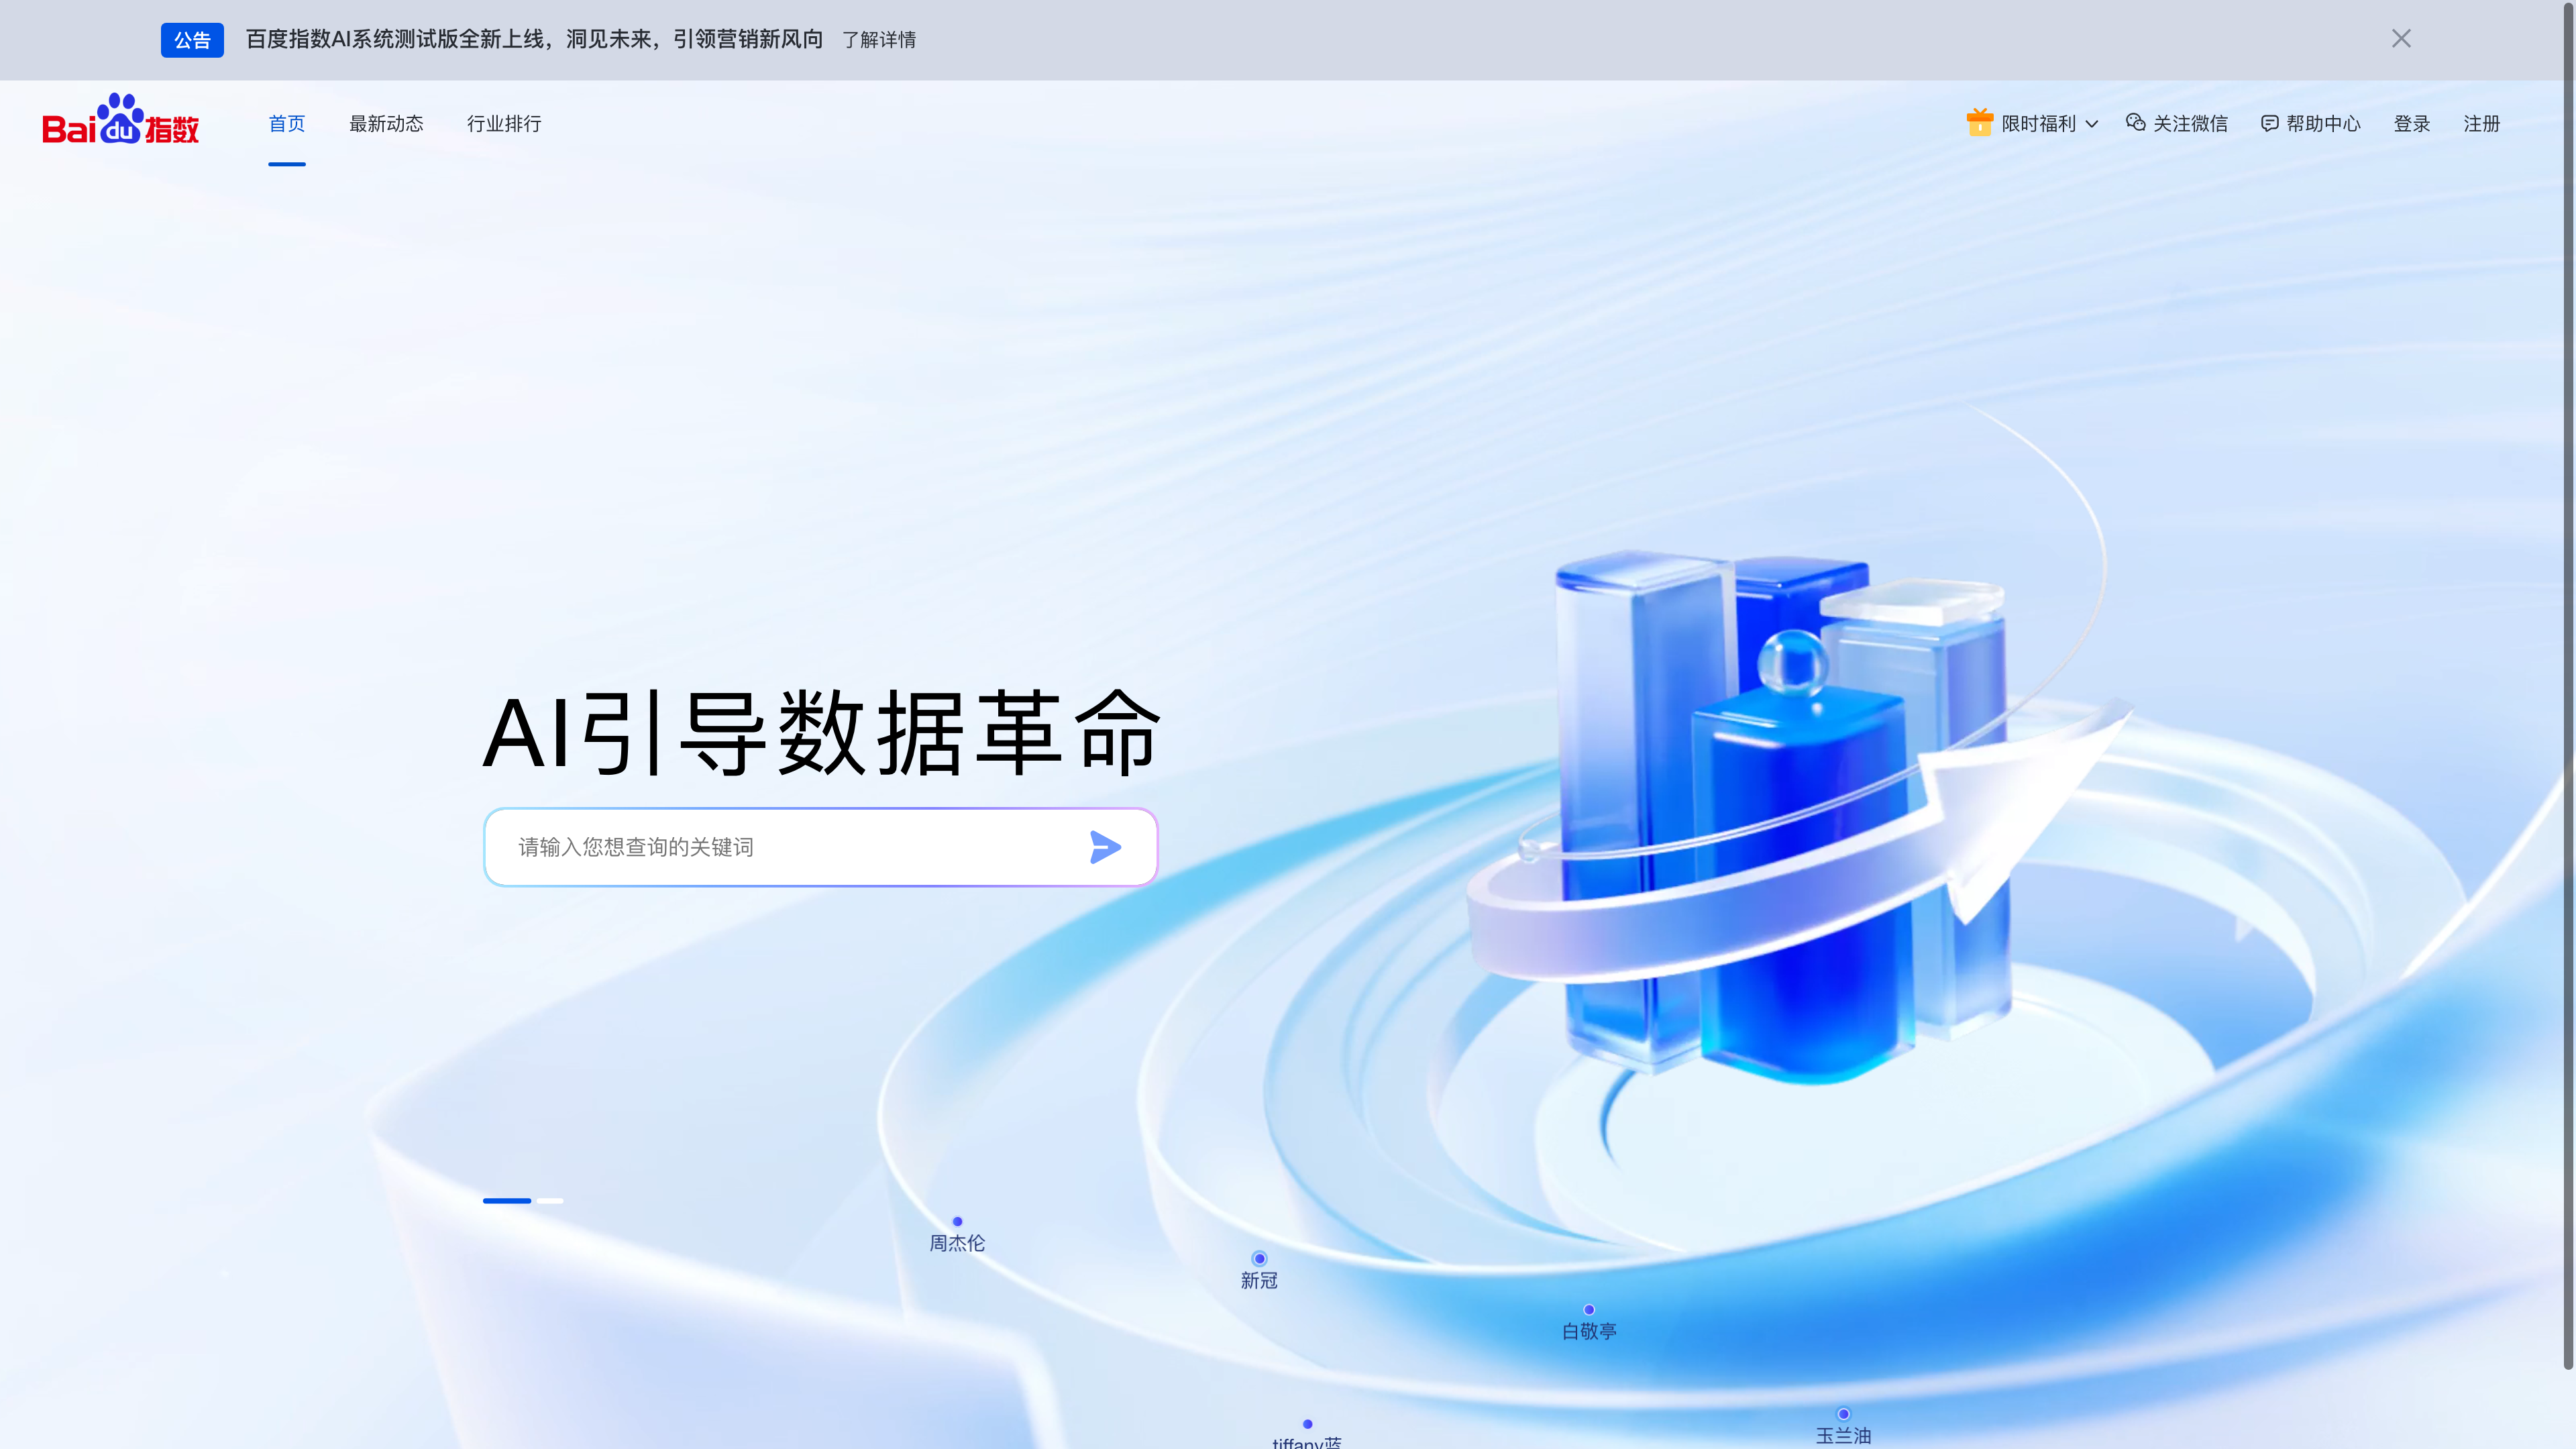 公告 百度指数AI系统测试版全新上线，洞见未来，引领营销新风向 了解详情
Bai du 指数 首页 最新动态 行业排行 限时福利 关注微信 帮助中心 登录 注册
AI引导数据革命
请输入您想查询的关键词
周杰伦
新冠
白敬亭
玉兰油
tiffany蓝